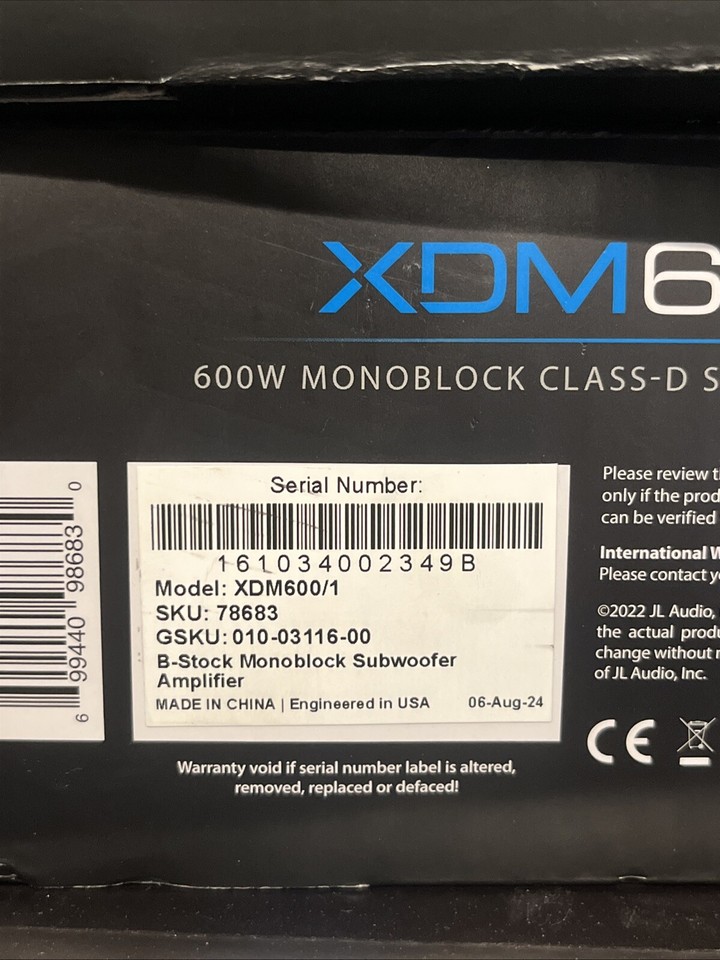 XDM6
600W MONOBLOCK CLASS-D S
6 99440 98683 0
Serial Number:
161034002349B
Model: XDM600/1
SKU: 78683
GSKU: 010-03116-00
B-Stock Monoblock Subwoofer
Amplifier
MADE IN CHINA | Engineered in USA 06-Aug-24
Warranty void if serial number label is altered,
removed, replaced or defaced!
Please review t
only if the prod
can be verified
International W
Please contact y
©2022 JL Audio,
the actual produ
change without n
of JL Audio, Inc.
CE